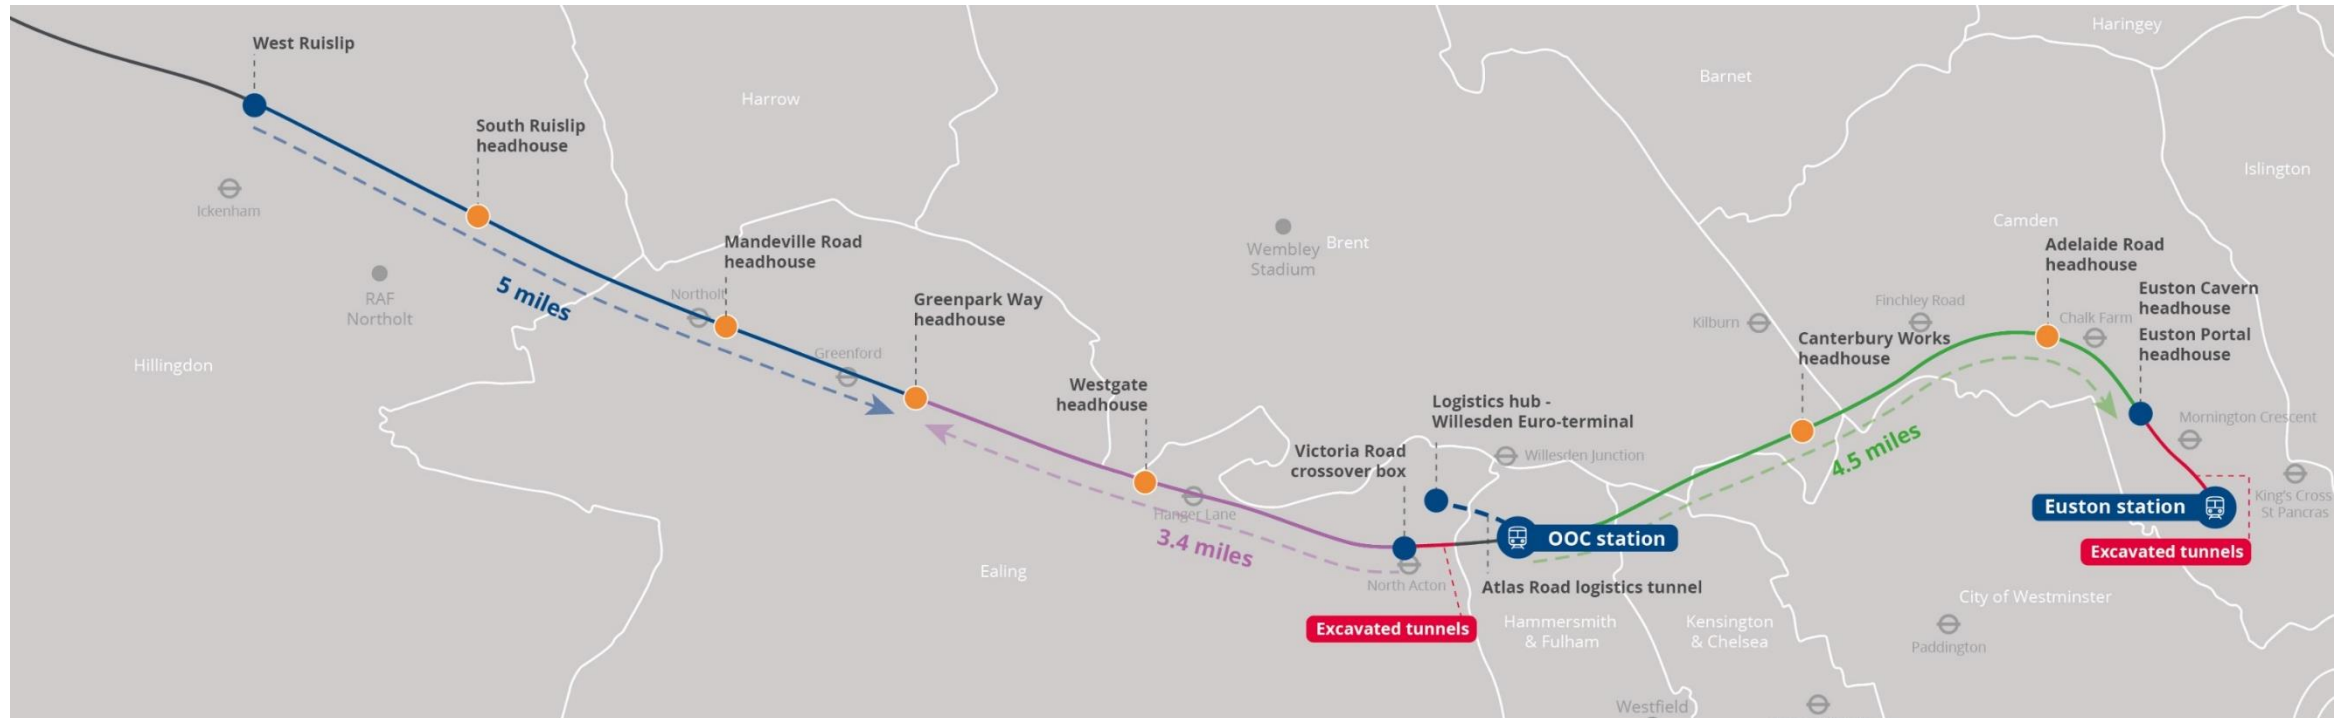 Haringey
West Ruislip
Barnet
Harrow
South Ruislip
headhouse
Islington
Ickenham
Camden
Mandeville Road
headhouse
Wembley
Stadium
Brent
Adelaide Road
headhouse
RAF
Northolt
5 miles
Northolt
Greenpark Way
headhouse
Euston Cavern
headhouse
Finchley Road
Chalk Farm
Kilburn
Euston Portal
headhouse
Canterbury Works
headhouse
Hillingdon
Greenford
Westgate
headhouse
Logistics hub -
Willesden Euro-terminal
Mornington Crescent
Victoria Road
crossover box
Willesden Junction
4.5 miles
King's Cross
St Pancras
Euston station
Hanger Lane
3.4 miles
OOC station
Excavated tunnels
Ealing
North Acton
Atlas Road logistics tunnel
City of Westminster
Excavated tunnels
Hammersmith
& Fulham
Kensington
& Chelsea
Paddington
Westfield